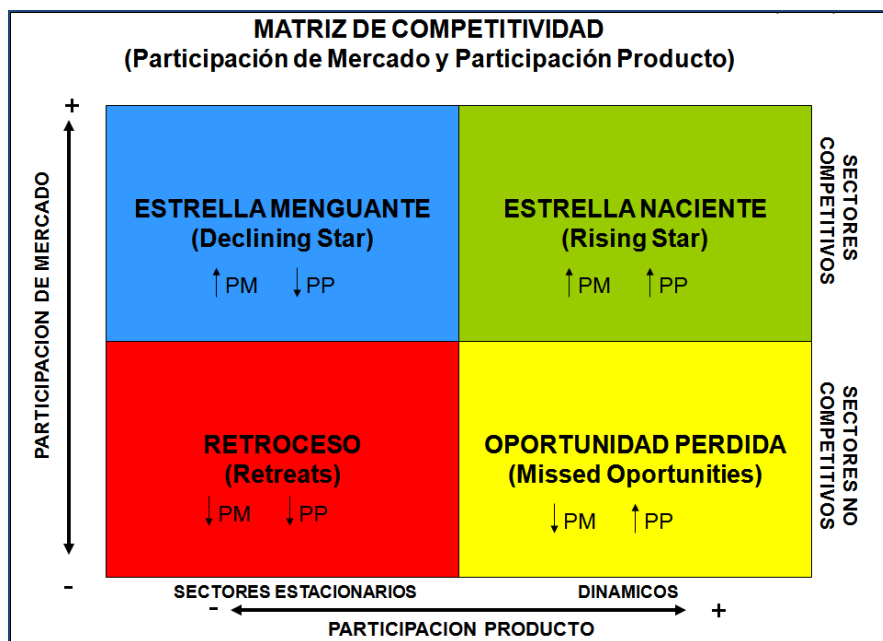 MATRIZ DE COMPETITIVIDAD
(Participación de Mercado y Participación Producto)
+
PARTICIPACION DE MERCADO
-
ESTRELLA MENGUANTE
(Declining Star)
↑ PM ↓ PP
ESTRELLA NACIENTE
(Rising Star)
↑ PM ↑ PP
SECTORES
COMPETITIVOS
RETROCESO
(Retreats)
↓ PM ↓ PP
OPORTUNIDAD PERDIDA
(Missed Oportunities)
↓ PM ↑ PP
SECTORES NO
COMPETITIVOS
SECTORES ESTACIONARIOS
DINAMICOS
- +
PARTICIPACION PRODUCTO